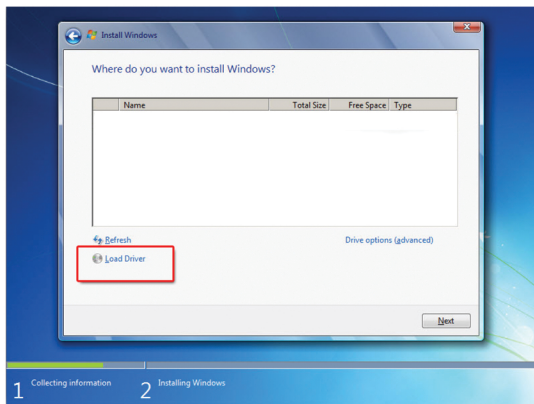 Install Windows
Where do you want to install Windows?
Name Total Size Free Space Type
Refresh Drive options (advanced)
Load Driver
Next
1 Collecting information 2 Installing Windows